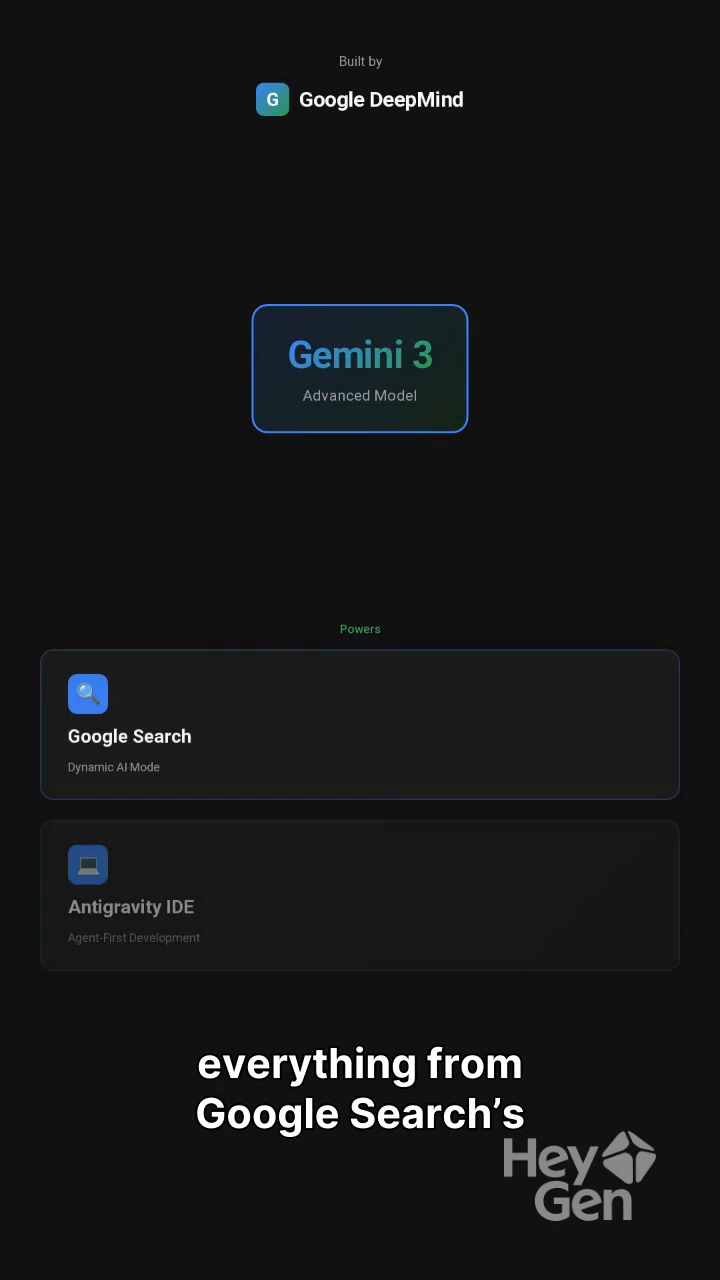 Built by
G Google DeepMind
Gemini 3
Advanced Model
Powers
Google Search
Dynamic AI Mode
Antigravity IDE
Agent-First Development
everything from
Google Search’s
Hey
Gen